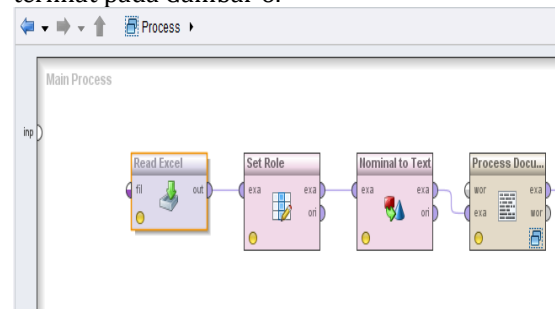 terlihat pada Gambar 6.
Process
Main Process
inp
Read Excel
fil out
Set Role
exa exa
ori
Nominal to Text
exa exa
ori
Process Docu...
wor exa
exa wor